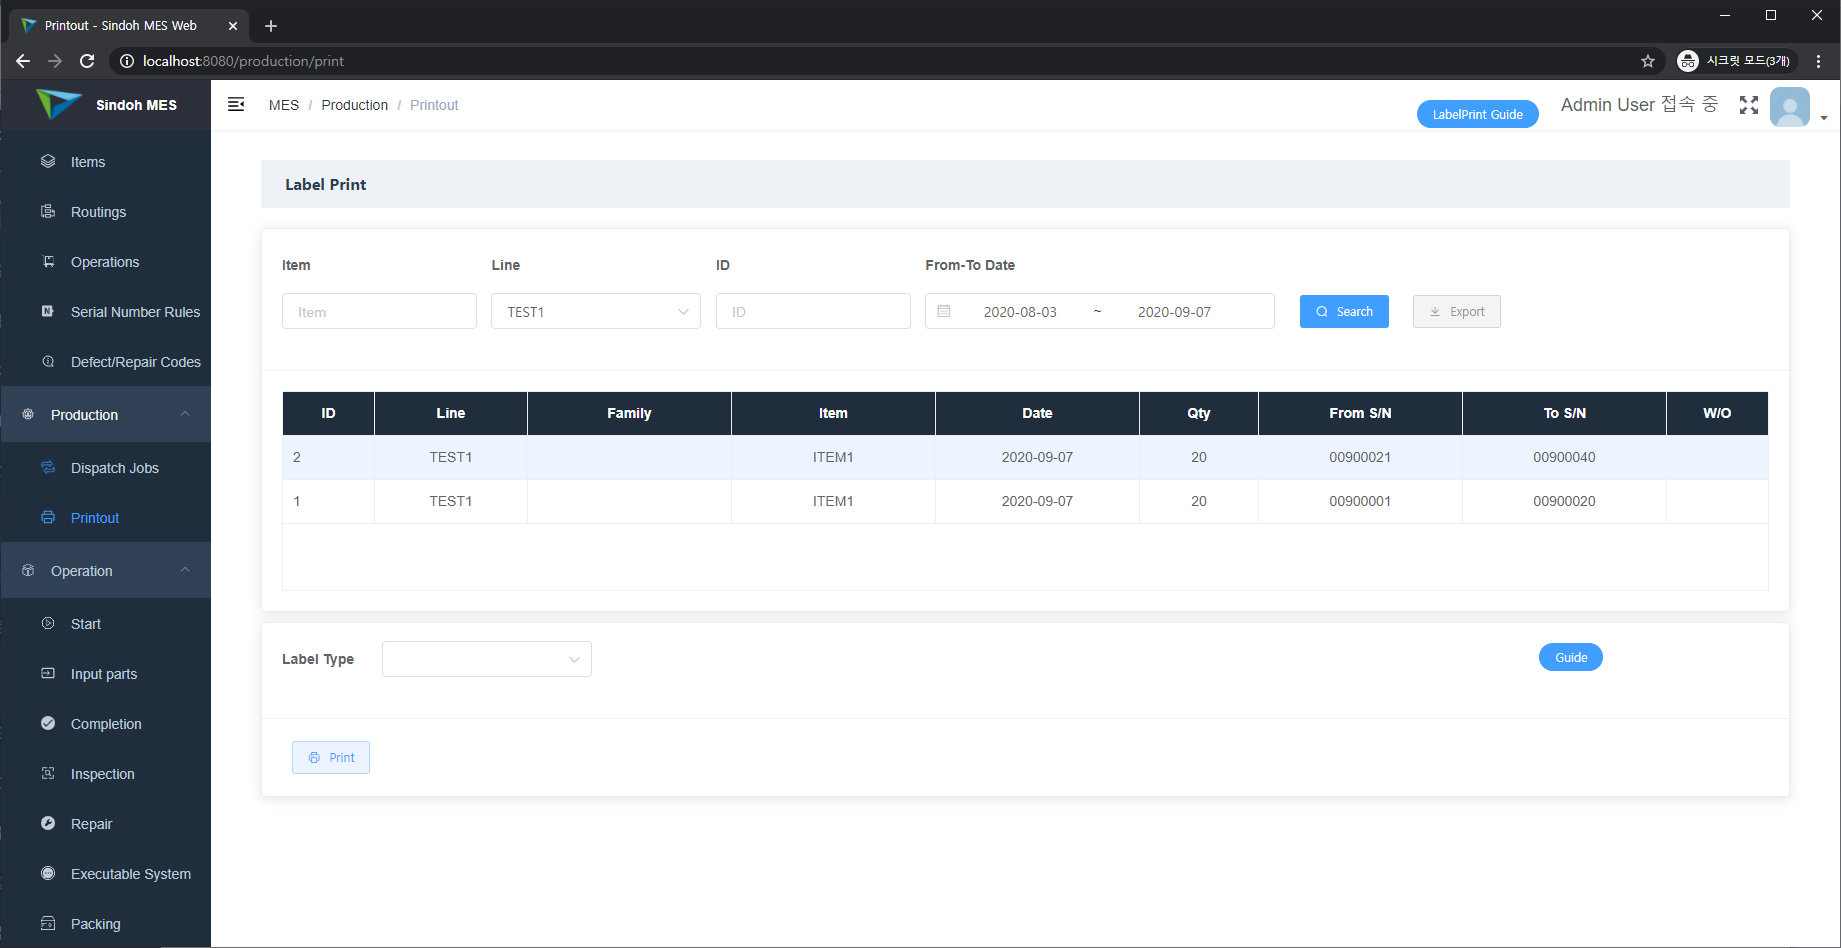 Printout - Sindoh MES Web
localhost:8080/production/print
시크릿 모드(3개)
Sindoh MES
MES / Production / Printout
LabelPrint Guide
Admin User 접속 중
Items
Routings
Operations
Serial Number Rules
Defect/Repair Codes
Production
Dispatch Jobs
Printout
Operation
Start
Input parts
Completion
Inspection
Repair
Executable System
Packing
Label Print
Item Line ID From-To Date
Item TEST1 ID 2020-08-03 ~ 2020-09-07 Search Export
ID Line Family Item Date Qty From S/N To S/N W/O
2 TEST1 ITEM1 2020-09-07 20 00900021 00900040
1 TEST1 ITEM1 2020-09-07 20 00900001 00900020
Label Type Guide
Print